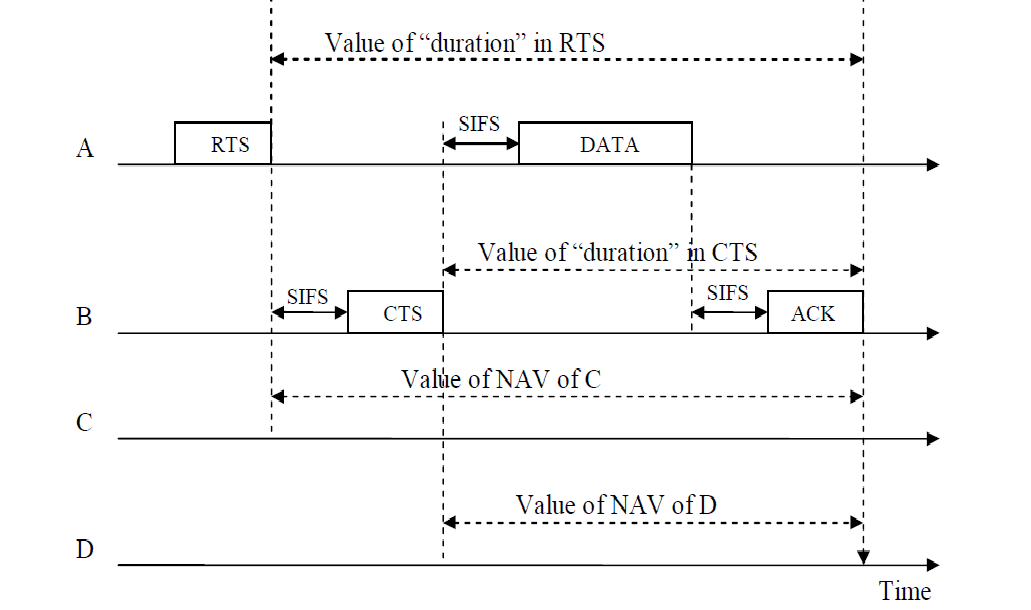 Value of “duration” in RTS
SIFS
A
RTS
DATA
Value of “duration” in CTS
SIFS
SIFS
B
CTS
ACK
Value of NAV of C
C
Value of NAV of D
D
Time